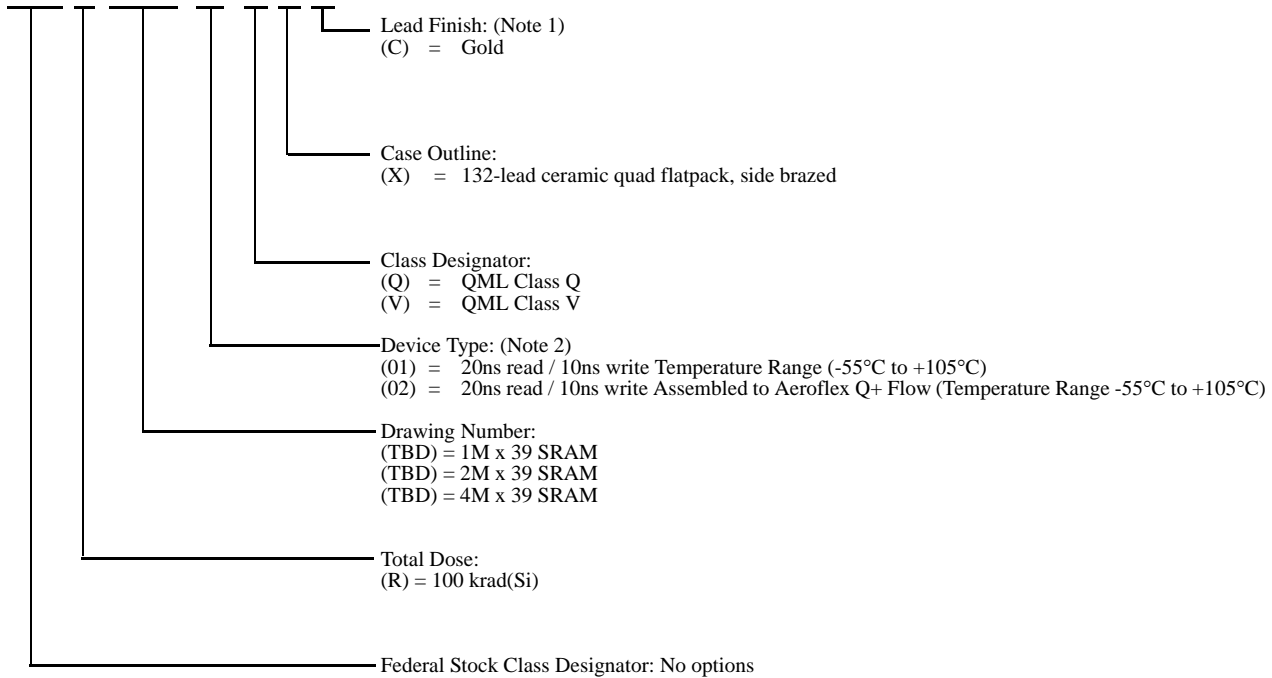 Lead Finish: (Note 1)
(C) = Gold
Case Outline:
(X) = 132-lead ceramic quad flatpack, side brazed
Class Designator:
(Q) = QML Class Q
(V) = QML Class V
Device Type: (Note 2)
(01) = 20ns read / 10ns write Temperature Range (-55°C to +105°C)
(02) = 20ns read / 10ns write Assembled to Aeroflex Q+ Flow (Temperature Range -55°C to +105°C)
Drawing Number:
(TBD) = 1M x 39 SRAM
(TBD) = 2M x 39 SRAM
(TBD) = 4M x 39 SRAM
Total Dose:
(R) = 100 krad(Si)
Federal Stock Class Designator: No options